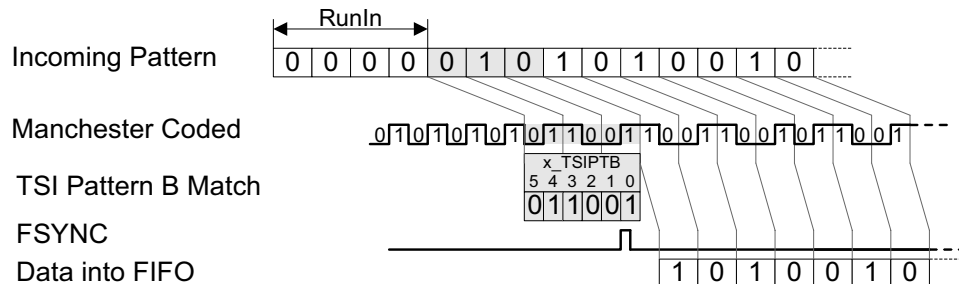 RunIn
Incoming Pattern 0 0 0 0 0 1 0 1 0 1 0 0 1 0
Manchester Coded 0 1 0 1 0 1 0 1 0 1 1 0 0 1 1 0 0 1 1 0 0 1 0 1 1 0 0 1
x_TSIPTB
TSI Pattern B Match 5 4 3 2 1 0
0 1 1 0 0 1
FSYNC
Data into FIFO 1 0 1 0 0 1 0